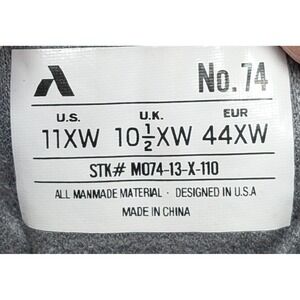 No. 74
U.S. U.K. EUR
11XW 10½XW 44XW
STK# M074-13-X-110
ALL MANMADE MATERIAL · DESIGNED IN U.S.A
MADE IN CHINA